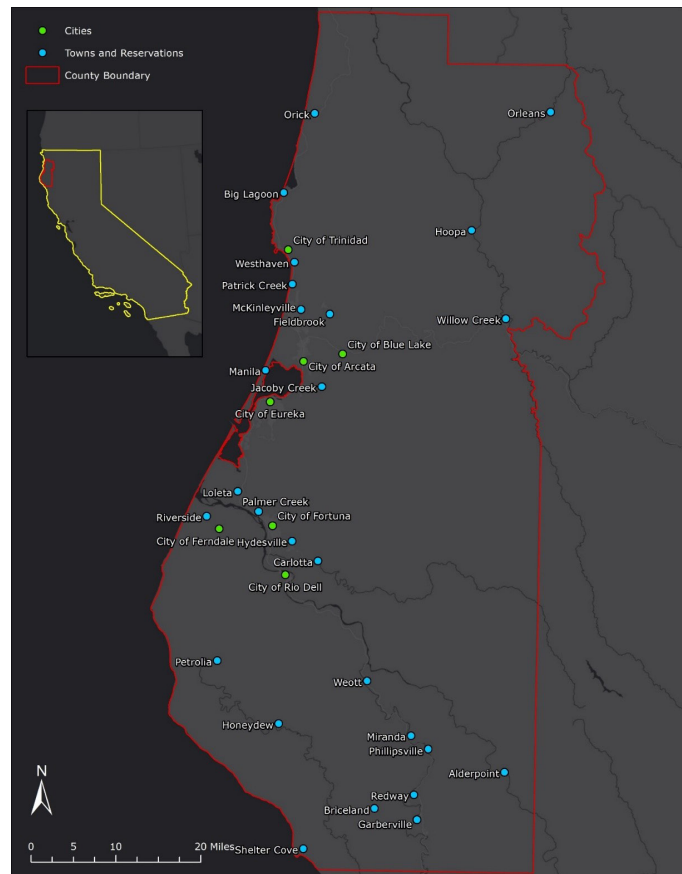 Cities
Towns and Reservations
County Boundary
Orick
Orleans
Big Lagoon
Hoopa
City of Trinidad
Westhaven
Patrick Creek
McKinleyville
Fieldbrook
Willow Creek
City of Blue Lake
City of Arcata
Manila
Jacoby Creek
City of Eureka
Loleta
Palmer Creek
Riverside
City of Fortuna
City of Ferndale
Hydesville
Carlotta
City of Rio Dell
Petrolia
Weott
Honeydew
Miranda
Phillipsville
Alderpoint
Redway
Briceland
Garberville
Shelter Cove
N
0 5 10 20 Miles